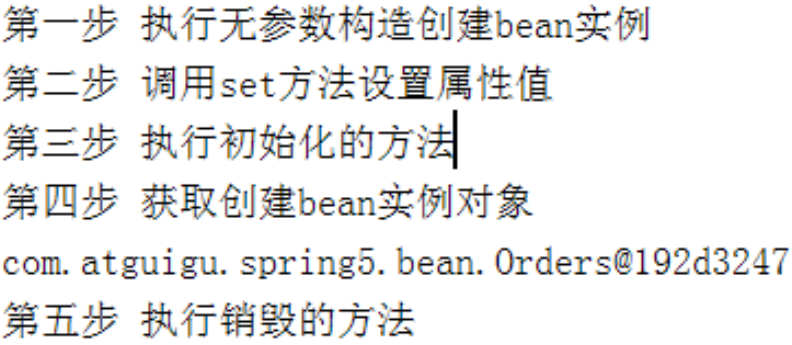 第一步 执行无参数构造创建bean实例
第二步 调用set方法设置属性值
第三步 执行初始化的方法
第四步 获取创建bean实例对象
com.atguigu.spring5.bean.Orders@192d3247
第五步 执行销毁的方法